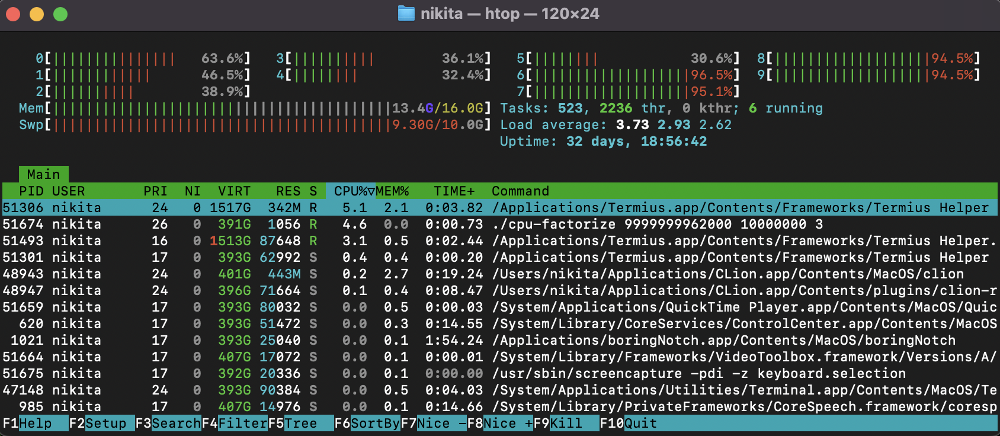 nikita — htop — 120×24
0[||||||||||||||| 63.6%] 3[|||||||||| 36.1%] 5[|||||||| 30.6%] 8[|||||||||||||||||||94.5%]
1[|||||||||||| 46.5%] 4[|||||||| 32.4%] 6[|||||||||||||||||||96.5%] 9[|||||||||||||||||||94.5%]
2[|||||||||| 38.9%] 7[|||||||||||||||||||95.1%]
Mem[|||||||||||||||||||||||||||||||||||||||||13.4G/16.0G] Tasks: 523, 2236 thr, 0 kthr; 6 running
Swp[|||||||||||||||||||||||||||||||||||||||||9.30G/10.0G] Load average: 3.73 2.93 2.62
Uptime: 32 days, 18:56:42
Main
PID USER PRI NI VIRT RES S CPU%▽MEM% TIME+ Command
51306 nikita 24 0 1517G 342M R 5.1 2.1 0:03.82 /Applications/Termius.app/Contents/Frameworks/Termius Helper
51674 nikita 26 0 391G 1056 R 4.6 0.0 0:00.73 ./cpu-factorize 9999999962000 10000000 3
51493 nikita 16 0 1513G 87648 R 3.1 0.5 0:02.44 /Applications/Termius.app/Contents/Frameworks/Termius Helper.
51301 nikita 17 0 393G 62992 S 0.4 0.4 0:00.20 /Applications/Termius.app/Contents/Frameworks/Termius Helper
48943 nikita 24 0 401G 443M S 0.2 2.7 0:19.24 /Users/nikita/Applications/CLion.app/Contents/MacOS/clion
48947 nikita 24 0 396G 71664 S 0.1 0.4 0:08.47 /Users/nikita/Applications/CLion.app/Contents/plugins/clion-r
51659 nikita 17 0 393G 80032 S 0.0 0.5 0:00.03 /System/Applications/QuickTime Player.app/Contents/MacOS/Quic
620 nikita 17 0 393G 51472 S 0.0 0.3 0:14.55 /System/Library/CoreServices/ControlCenter.app/Contents/MacOS
1021 nikita 17 0 393G 25040 S 0.0 0.1 1:54.24 /Applications/boringNotch.app/Contents/MacOS/boringNotch
51664 nikita 17 0 407G 17072 S 0.0 0.1 0:00.01 /System/Library/Frameworks/VideoToolbox.framework/Versions/A/
51675 nikita 17 0 392G 20336 S 0.0 0.1 0:00.00 /usr/sbin/screencapture -pdi -z keyboard.selection
47148 nikita 24 0 393G 90384 S 0.0 0.5 0:04.03 /System/Applications/Utilities/Terminal.app/Contents/MacOS/Te
985 nikita 17 0 407G 14976 S 0.0 0.1 0:14.66 /System/Library/PrivateFrameworks/CoreSpeech.framework/coresp
F1Help F2Setup F3SearchF4FilterF5Tree F6SortByF7Nice -F8Nice +F9Kill F10Quit